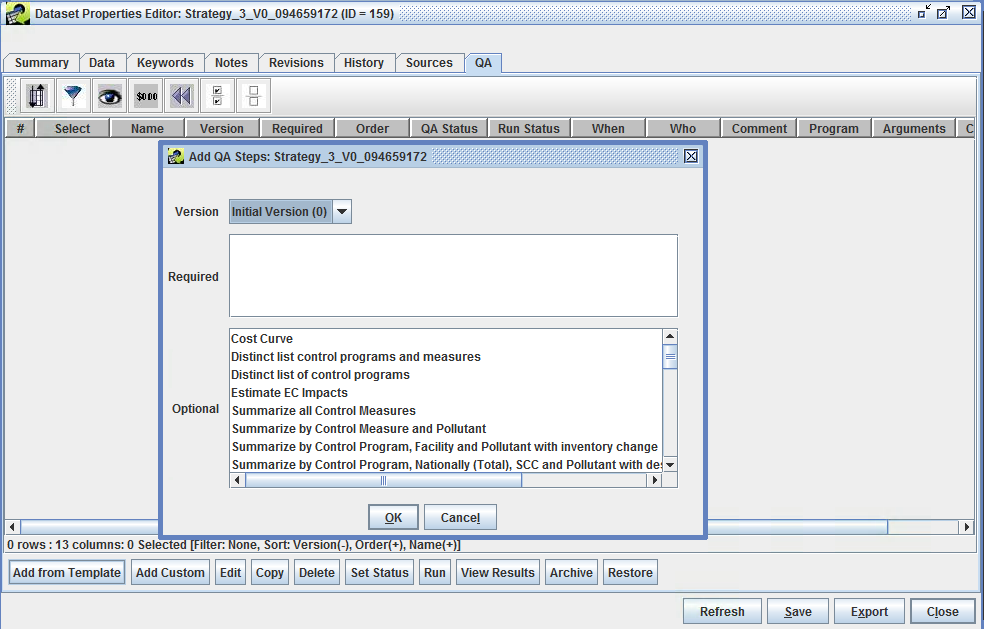 Dataset Properties Editor: Strategy_3_V0_094659172 (ID = 159)
Summary Data Keywords Notes Revisions History Sources QA
$0.00
# Select Name Version Required Order QA Status Run Status When Who Comment Program Arguments C
Add QA Steps: Strategy_3_V0_094659172
Version Initial Version (0)
Required
Cost Curve
Distinct list control programs and measures
Distinct list of control programs
Estimate EC Impacts
Optional
Summarize all Control Measures
Summarize by Control Measure and Pollutant
Summarize by Control Program, Facility and Pollutant with inventory change
Summarize by Control Program, Nationally (Total), SCC and Pollutant with des
OK Cancel
0 rows : 13 columns: 0 Selected [Filter: None, Sort: Version(-), Order(+), Name(+)]
Add from Template Add Custom Edit Copy Delete Set Status Run View Results Archive Restore
Refresh Save Export Close